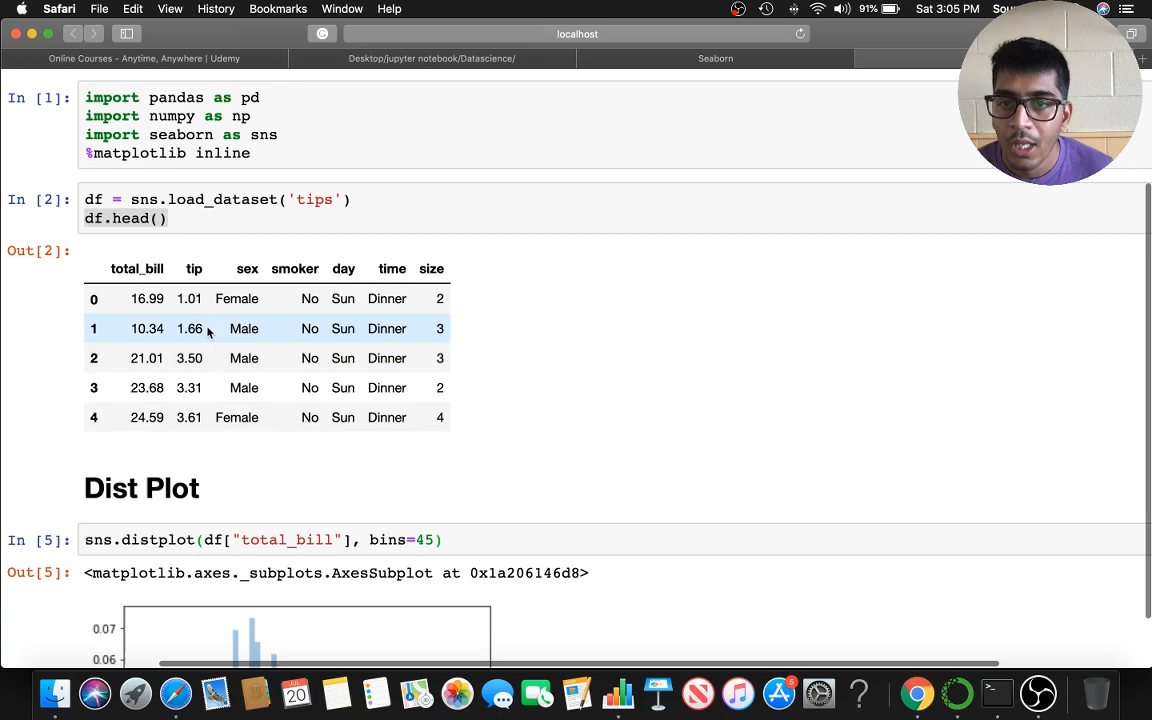 Safari File Edit View History Bookmarks Window Help 91% Sat 3:05 PM
localhost
Online Courses - Anytime, Anywhere | Udemy Desktop/jupyter notebook/Datascience/ Seaborn
In [1]: import pandas as pd
import numpy as np
import seaborn as sns
%matplotlib inline
In [2]: df = sns.load_dataset('tips')
df.head()
Out[2]:
total_bill tip sex smoker day time size
0 16.99 1.01 Female No Sun Dinner 2
1 10.34 1.66 Male No Sun Dinner 3
2 21.01 3.50 Male No Sun Dinner 3
3 23.68 3.31 Male No Sun Dinner 2
4 24.59 3.61 Female No Sun Dinner 4
Dist Plot
In [5]: sns.distplot(df["total_bill"], bins=45)
Out[5]: <matplotlib.axes._subplots.AxesSubplot at 0x1a206146d8>
0.07
0.06
JUL
20
6